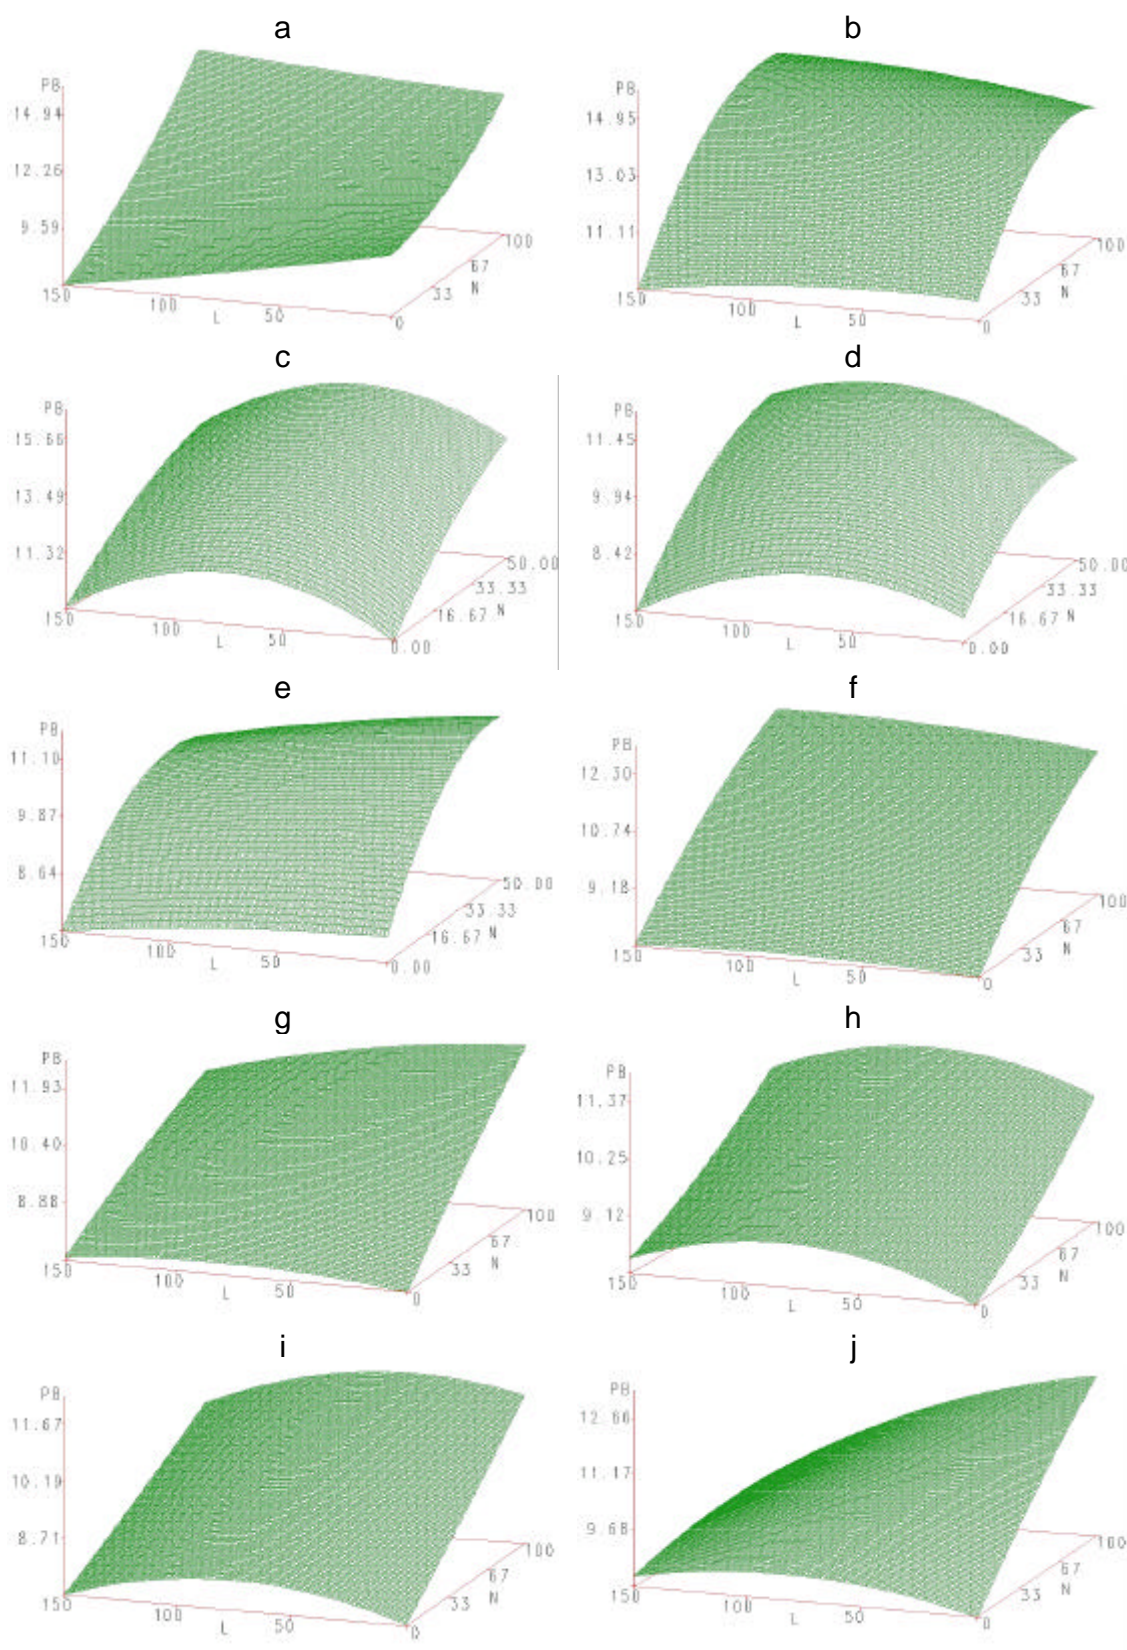 a
PB
14.94
12.26
9.59
150
100
50
L
0
33
67
N
100
b
PB
14.95
13.03
11.11
150
100
50
L
0
33
67
N
100
c
PB
15.66
13.49
11.32
150
100
50
L
0.00
16.67
33.33
N
50.00
d
PB
11.45
9.94
8.42
150
100
50
L
0.00
16.67
33.33
N
50.00
e
PB
11.10
9.87
8.64
150
100
50
L
0.00
16.67
33.33
N
50.00
f
PB
12.30
10.74
9.18
150
100
50
L
0
33
67
N
100
g
PB
11.93
10.40
8.88
150
100
50
L
0
33
67
N
100
h
PB
11.37
10.25
9.12
150
100
50
L
0
33
67
N
100
i
PB
11.67
10.19
8.71
150
100
50
L
0
33
67
N
100
j
PB
12.66
11.17
9.68
150
100
50
L
0
33
67
N
100